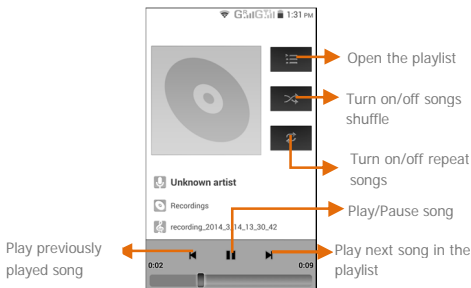 1:31 PM
Open the playlist
Turn on/off songs
shuffle
Turn on/off repeat
songs
Unknown artist
Recordings
Play/Pause song
Play previously
played song
Play next song in the
playlist
0:02
0:09